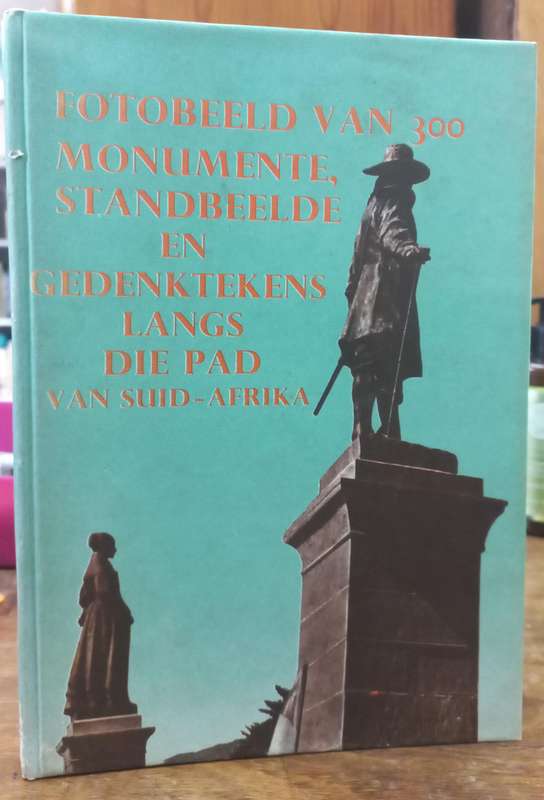 FOTOBEELD VAN 300
MONUMENTE,
STANDBEELDE
EN
GEDENKTEKENS
LANGS
DIE PAD
VAN SUID-AFRIKA